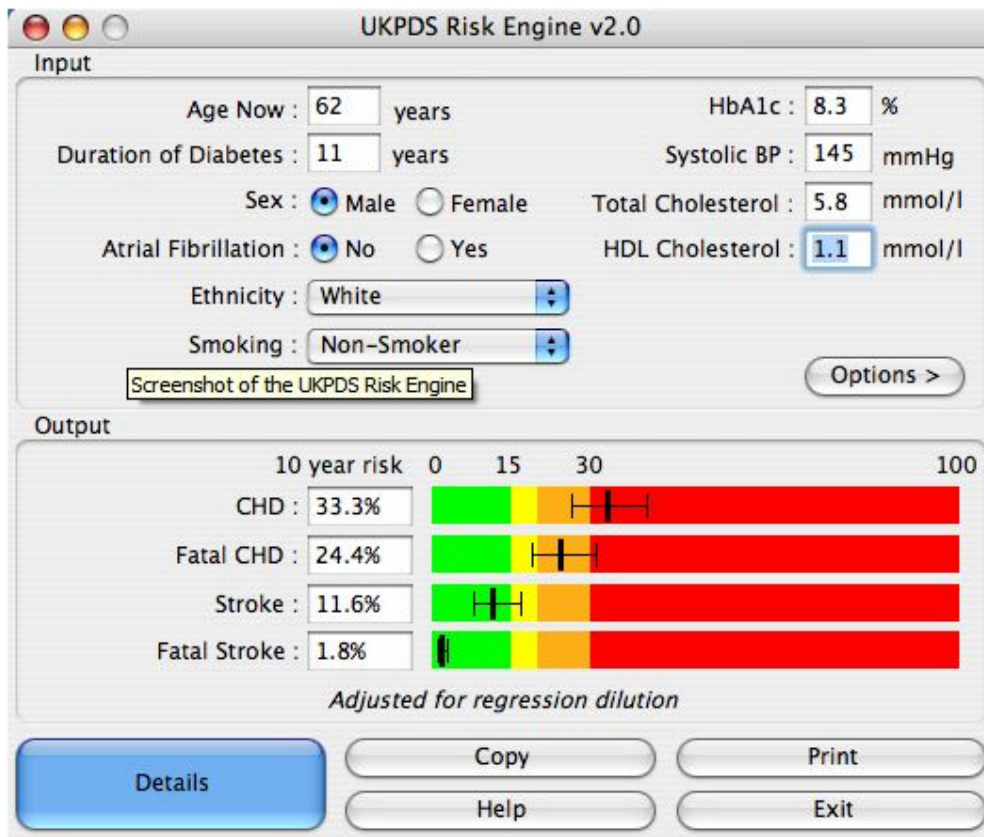 UKPDS Risk Engine v2.0
Input
Age Now : 62 years
HbA1c : 8.3 %
Duration of Diabetes : 11 years
Systolic BP : 145 mmHg
Sex : Male Female
Total Cholesterol : 5.8 mmol/l
Atrial Fibrillation : No Yes
HDL Cholesterol : 1.1 mmol/l
Ethnicity : White
Smoking : Non-Smoker
Screenshot of the UKPDS Risk Engine
Options >
Output
10 year risk 0 15 30 100
CHD : 33.3%
Fatal CHD : 24.4%
Stroke : 11.6%
Fatal Stroke : 1.8%
Adjusted for regression dilution
Details
Copy
Print
Help
Exit